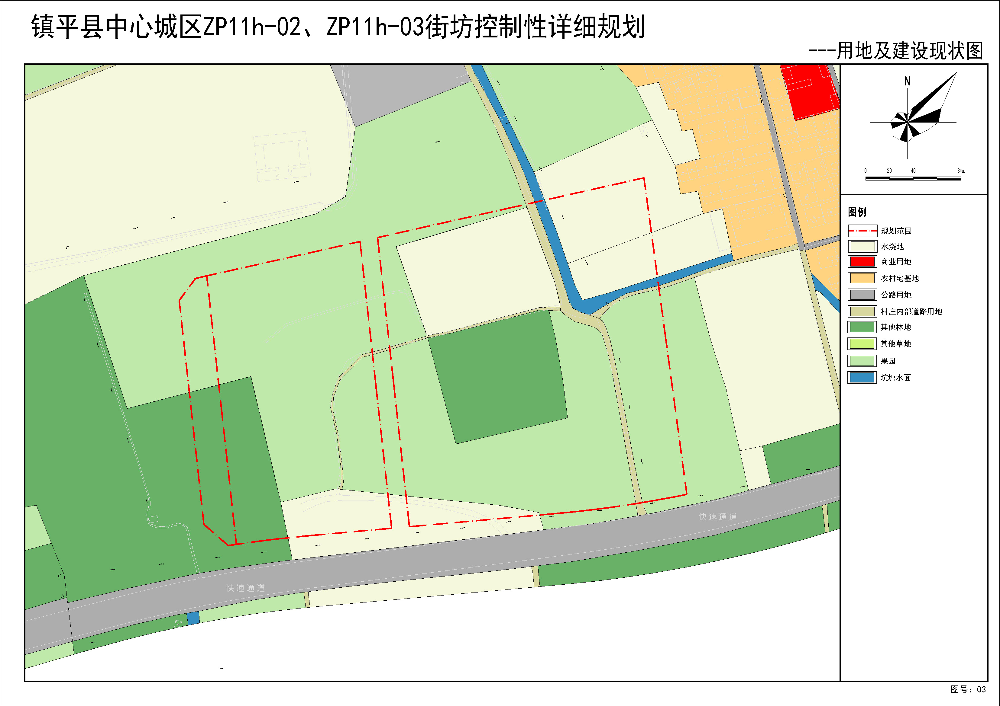 镇平县中心城区ZP11h-02、ZP11h-03街坊控制性详细规划
---用地及建设现状图
N
0 20 40 80m
图例
规划范围
水浇地
商业用地
农村宅基地
公路用地
村庄内部道路用地
其他林地
其他草地
果园
坑塘水面
快速通道
快速通道
图号：03